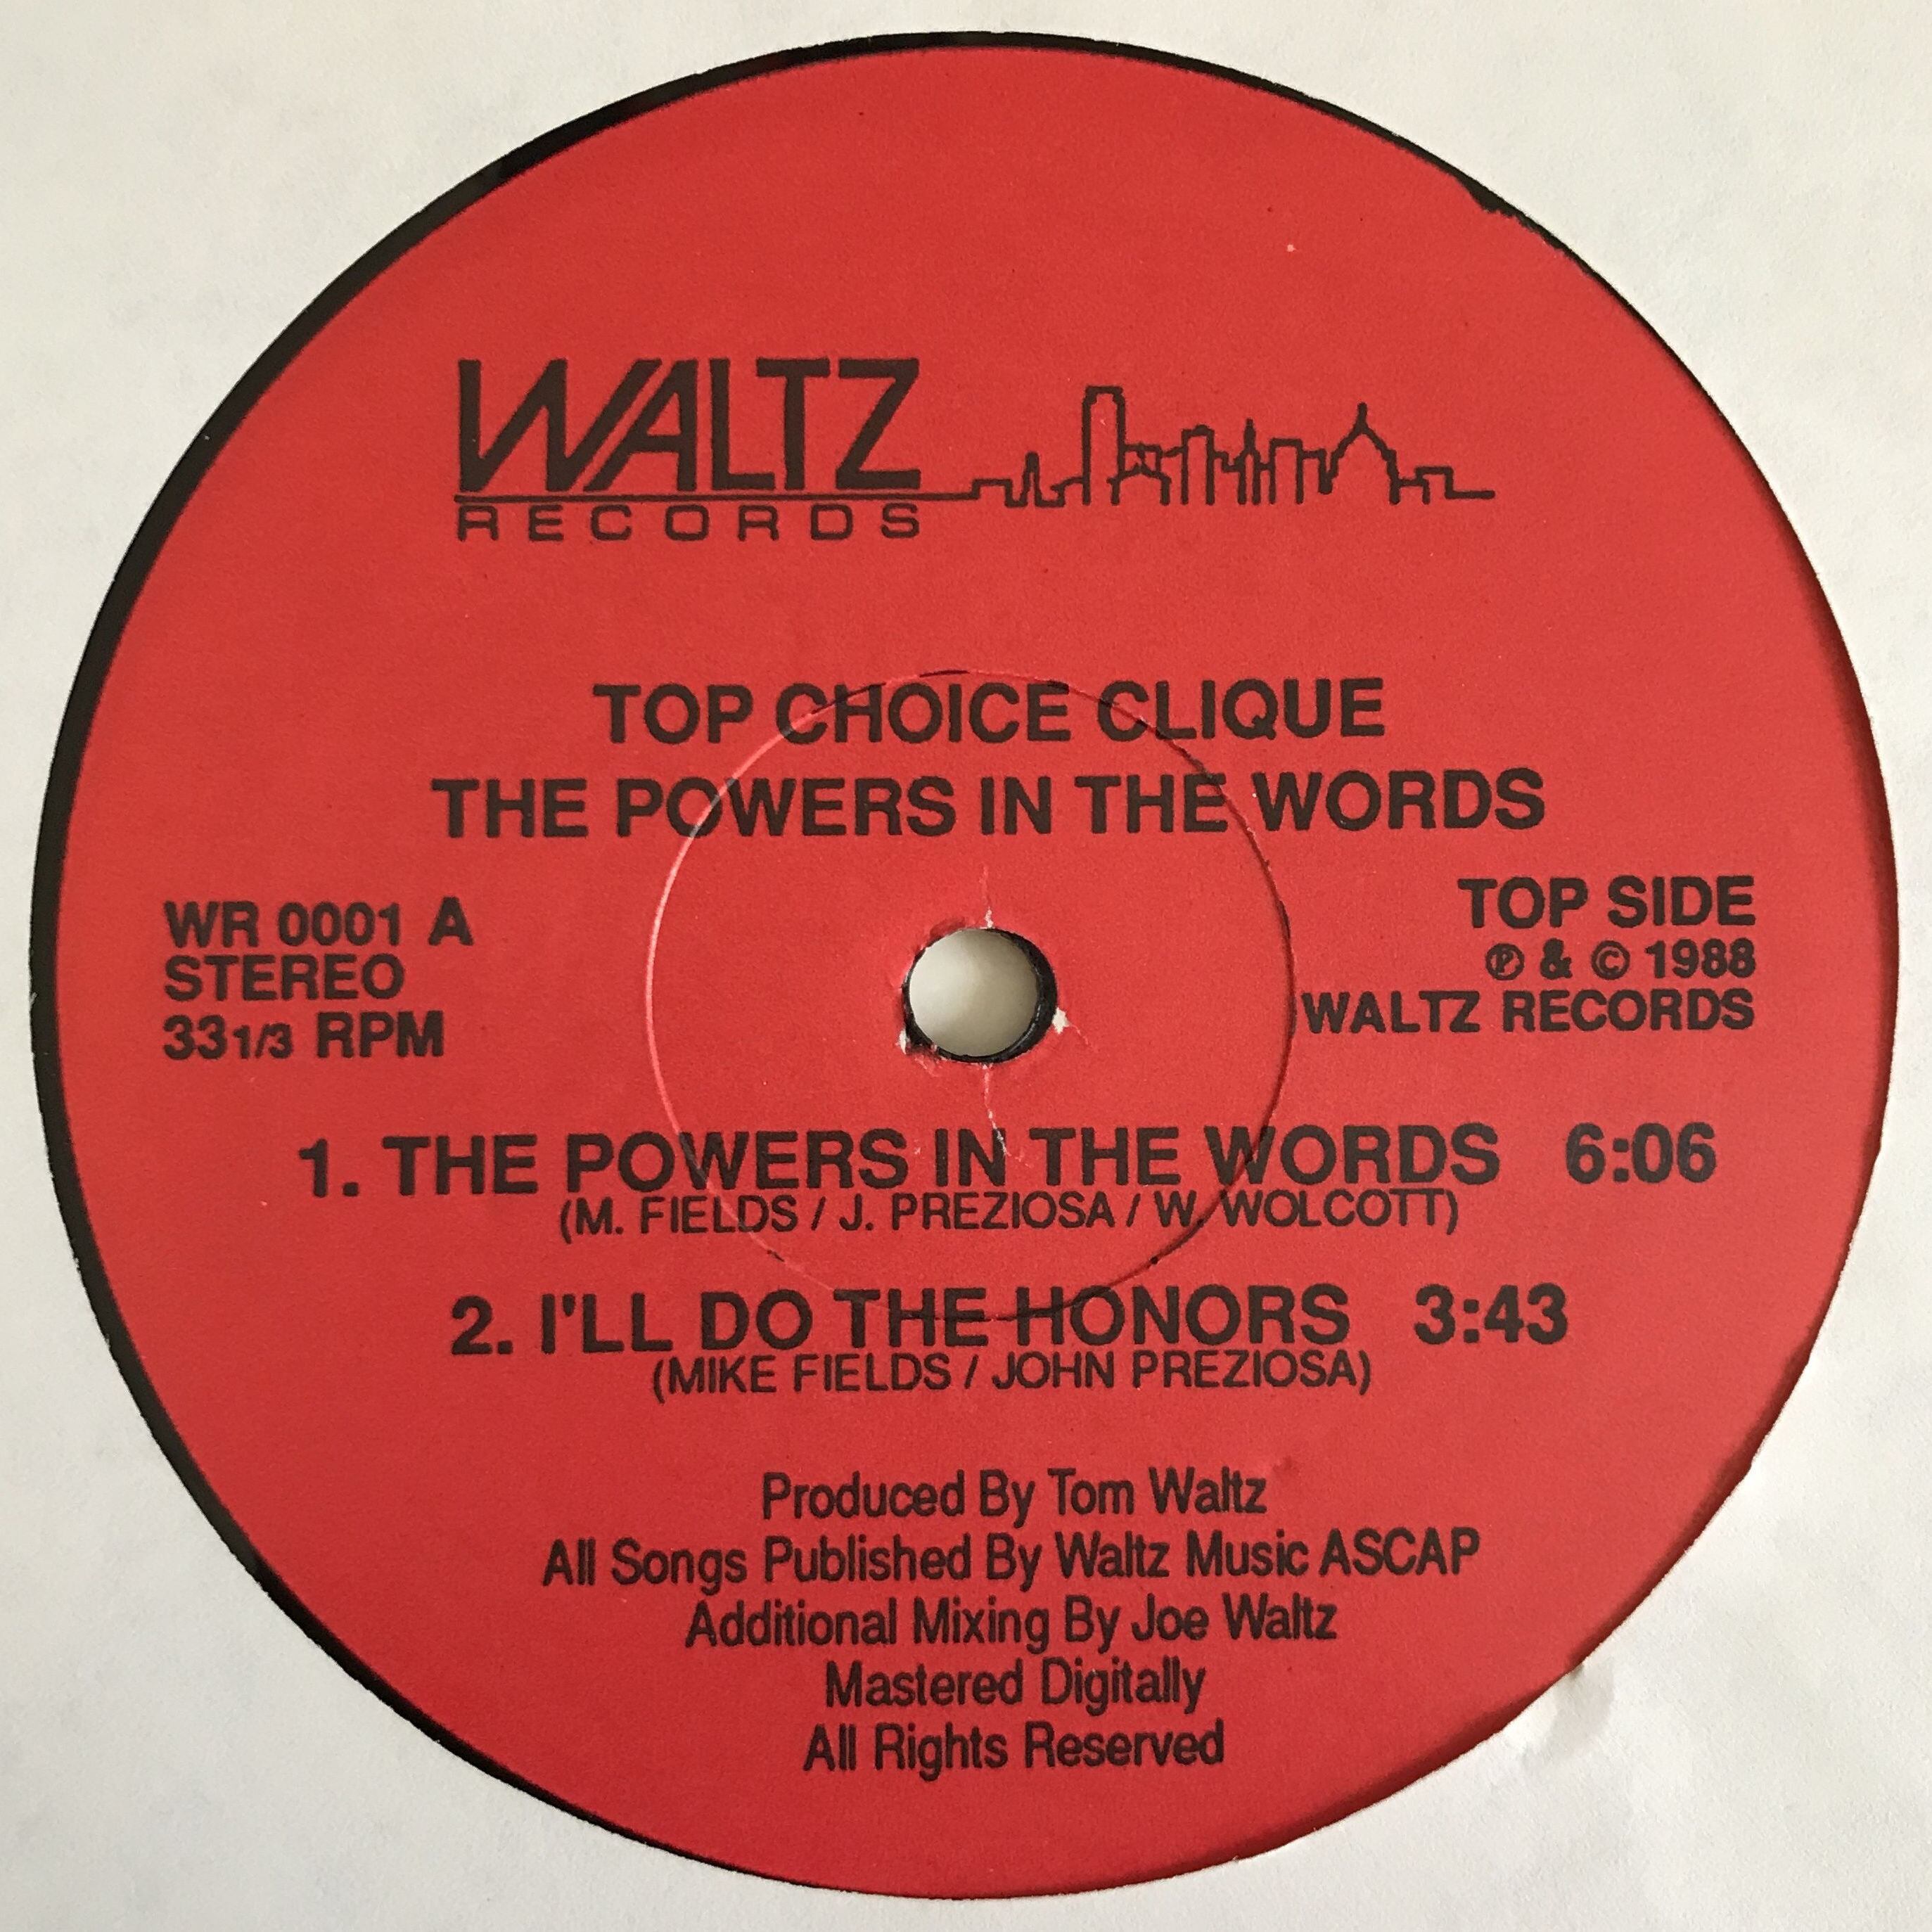 WALTZ
RECORDS
TOP CHOICE CLIQUE
THE POWERS IN THE WORDS
WR 0001 A
STEREO
33 1/3 RPM
TOP SIDE
℗ & © 1988
WALTZ RECORDS
1. THE POWERS IN THE WORDS 6:06
(M. FIELDS / J. PREZIOSA / W. WOLCOTT)
2. I'LL DO THE HONORS 3:43
(MIKE FIELDS / JOHN PREZIOSA)
Produced By Tom Waltz
All Songs Published By Waltz Music ASCAP
Additional Mixing By Joe Waltz
Mastered Digitally
All Rights Reserved